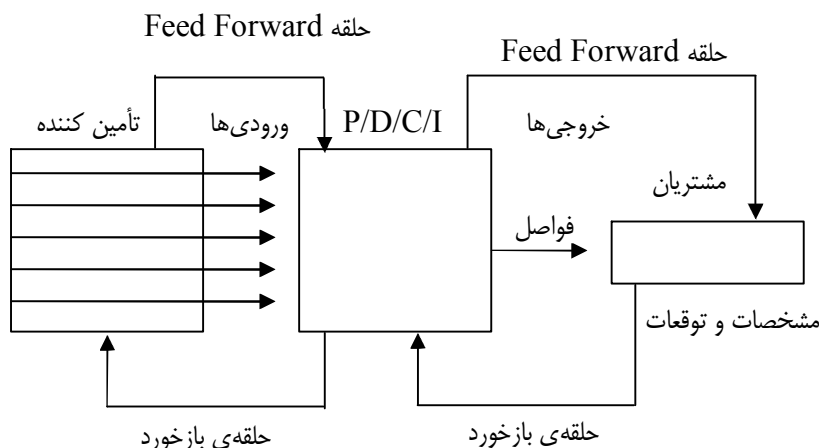 حلقه Feed Forward
حلقه Feed Forward
تأمین کننده
ورودی‌ها
P/D/C/I
خروجی‌ها
مشتریان
فواصل
مشخصات و توقعات
حلقه‌ی بازخورد
حلقه‌ی بازخورد